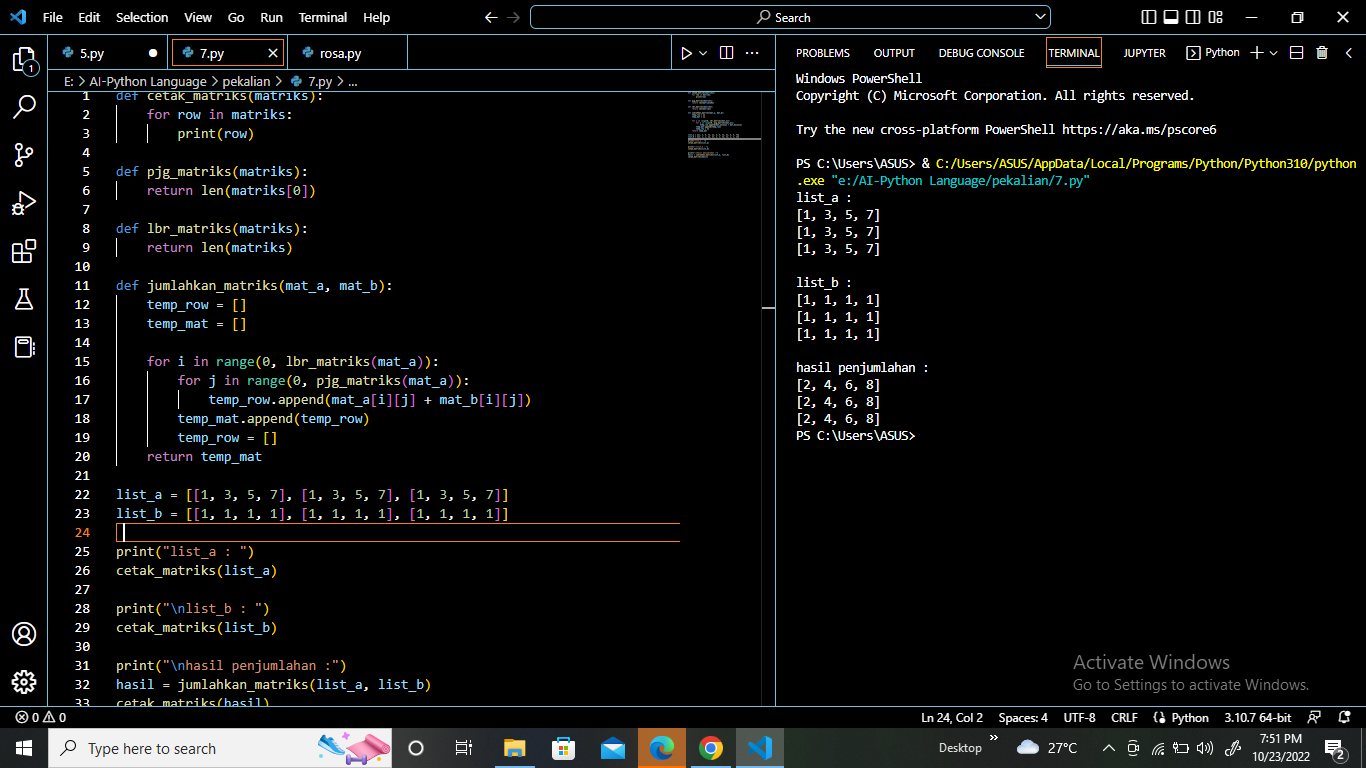 File Edit Selection View Go Run Terminal Help
Search
5.py
7.py
rosa.py
E: > AI-Python Language > pekalian > 7.py > ...
1 def cetak_matriks(matriks):
2 for row in matriks:
3 print(row)
4
5 def pjg_matriks(matriks):
6 return len(matriks[0])
7
8 def lbr_matriks(matriks):
9 return len(matriks)
10
11 def jumlahkan_matriks(mat_a, mat_b):
12 temp_row = []
13 temp_mat = []
14
15 for i in range(0, lbr_matriks(mat_a)):
16 for j in range(0, pjg_matriks(mat_a)):
17 temp_row.append(mat_a[i][j] + mat_b[i][j])
18 temp_mat.append(temp_row)
19 temp_row = []
20 return temp_mat
21
22 list_a = [[1, 3, 5, 7], [1, 3, 5, 7], [1, 3, 5, 7]]
23 list_b = [[1, 1, 1, 1], [1, 1, 1, 1], [1, 1, 1, 1]]
24
25 print("list_a : ")
26 cetak_matriks(list_a)
27
28 print("\nlist_b : ")
29 cetak_matriks(list_b)
30
31 print("\nhasil penjumlahan :")
32 hasil = jumlahkan_matriks(list_a, list_b)
33 cetak_matriks(hasil)
PROBLEMS OUTPUT DEBUG CONSOLE TERMINAL JUPYTER Python
Windows PowerShell
Copyright (C) Microsoft Corporation. All rights reserved.
Try the new cross-platform PowerShell https://aka.ms/pscore6
PS C:\Users\ASUS> & C:/Users/ASUS/AppData/Local/Programs/Python/Python310/python
.exe "e:/AI-Python Language/pekalian/7.py"
list_a :
[1, 3, 5, 7]
[1, 3, 5, 7]
[1, 3, 5, 7]
list_b :
[1, 1, 1, 1]
[1, 1, 1, 1]
[1, 1, 1, 1]
hasil penjumlahan :
[2, 4, 6, 8]
[2, 4, 6, 8]
[2, 4, 6, 8]
PS C:\Users\ASUS>
Activate Windows
Go to Settings to activate Windows.
1
0 0
Ln 24, Col 2 Spaces: 4 UTF-8 CRLF Python 3.10.7 64-bit
Type here to search
Desktop
27°C
7:51 PM
10/23/2022
2